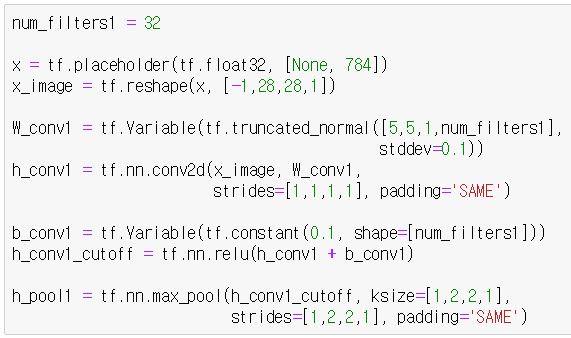 num_filters1 = 32
x = tf.placeholder(tf.float32, [None, 784])
x_image = tf.reshape(x, [-1,28,28,1])
W_conv1 = tf.Variable(tf.truncated_normal([5,5,1,num_filters1],
stddev=0.1))
h_conv1 = tf.nn.conv2d(x_image, W_conv1,
strides=[1,1,1,1], padding='SAME')
b_conv1 = tf.Variable(tf.constant(0.1, shape=[num_filters1]))
h_conv1_cutoff = tf.nn.relu(h_conv1 + b_conv1)
h_pool1 = tf.nn.max_pool(h_conv1_cutoff, ksize=[1,2,2,1],
strides=[1,2,2,1], padding='SAME')